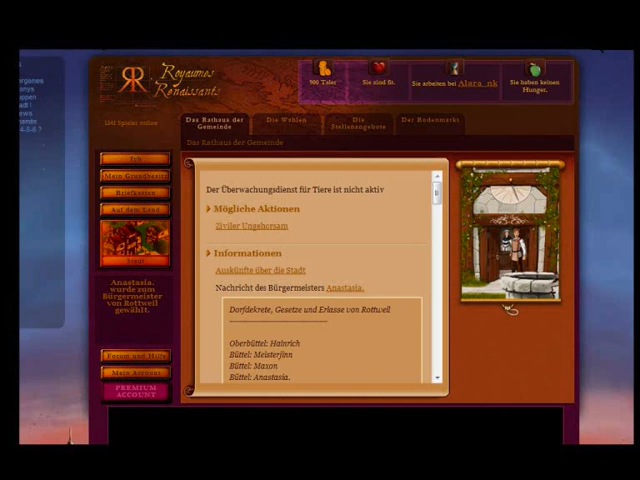 Royaumes
Renaissants
900 Taler
Sie sind fit.
Sie arbeiten bei Alara_nk
Sie haben keinen
Hunger.
Spieler online
Das Rathaus der
Gemeinde
Die Wahlen
Die
Stellenangebote
Der Bodenmarkt
Das Rathaus der Gemeinde
Ich
Mein Grundbesitz
Briefkasten
Auf dem Land
Stadt
Anastasia.
wurde zum
Bürgermeister
von Rottweil
gewählt.
Forum und Hilfe
Mein Account
PREMIUM
ACCOUNT
Der Überwachungsdienst für Tiere ist nicht aktiv
Mögliche Aktionen
Ziviler Ungehorsam
Informationen
Auskünfte über die Stadt
Nachricht des Bürgermeisters Anastasia.
Dorfdekrete, Gesetze und Erlasse von Rottweil
Oberbüttel: Hainrich
Büttel: Meisterjinn
Büttel: Maxon
Büttel: Anastasia.